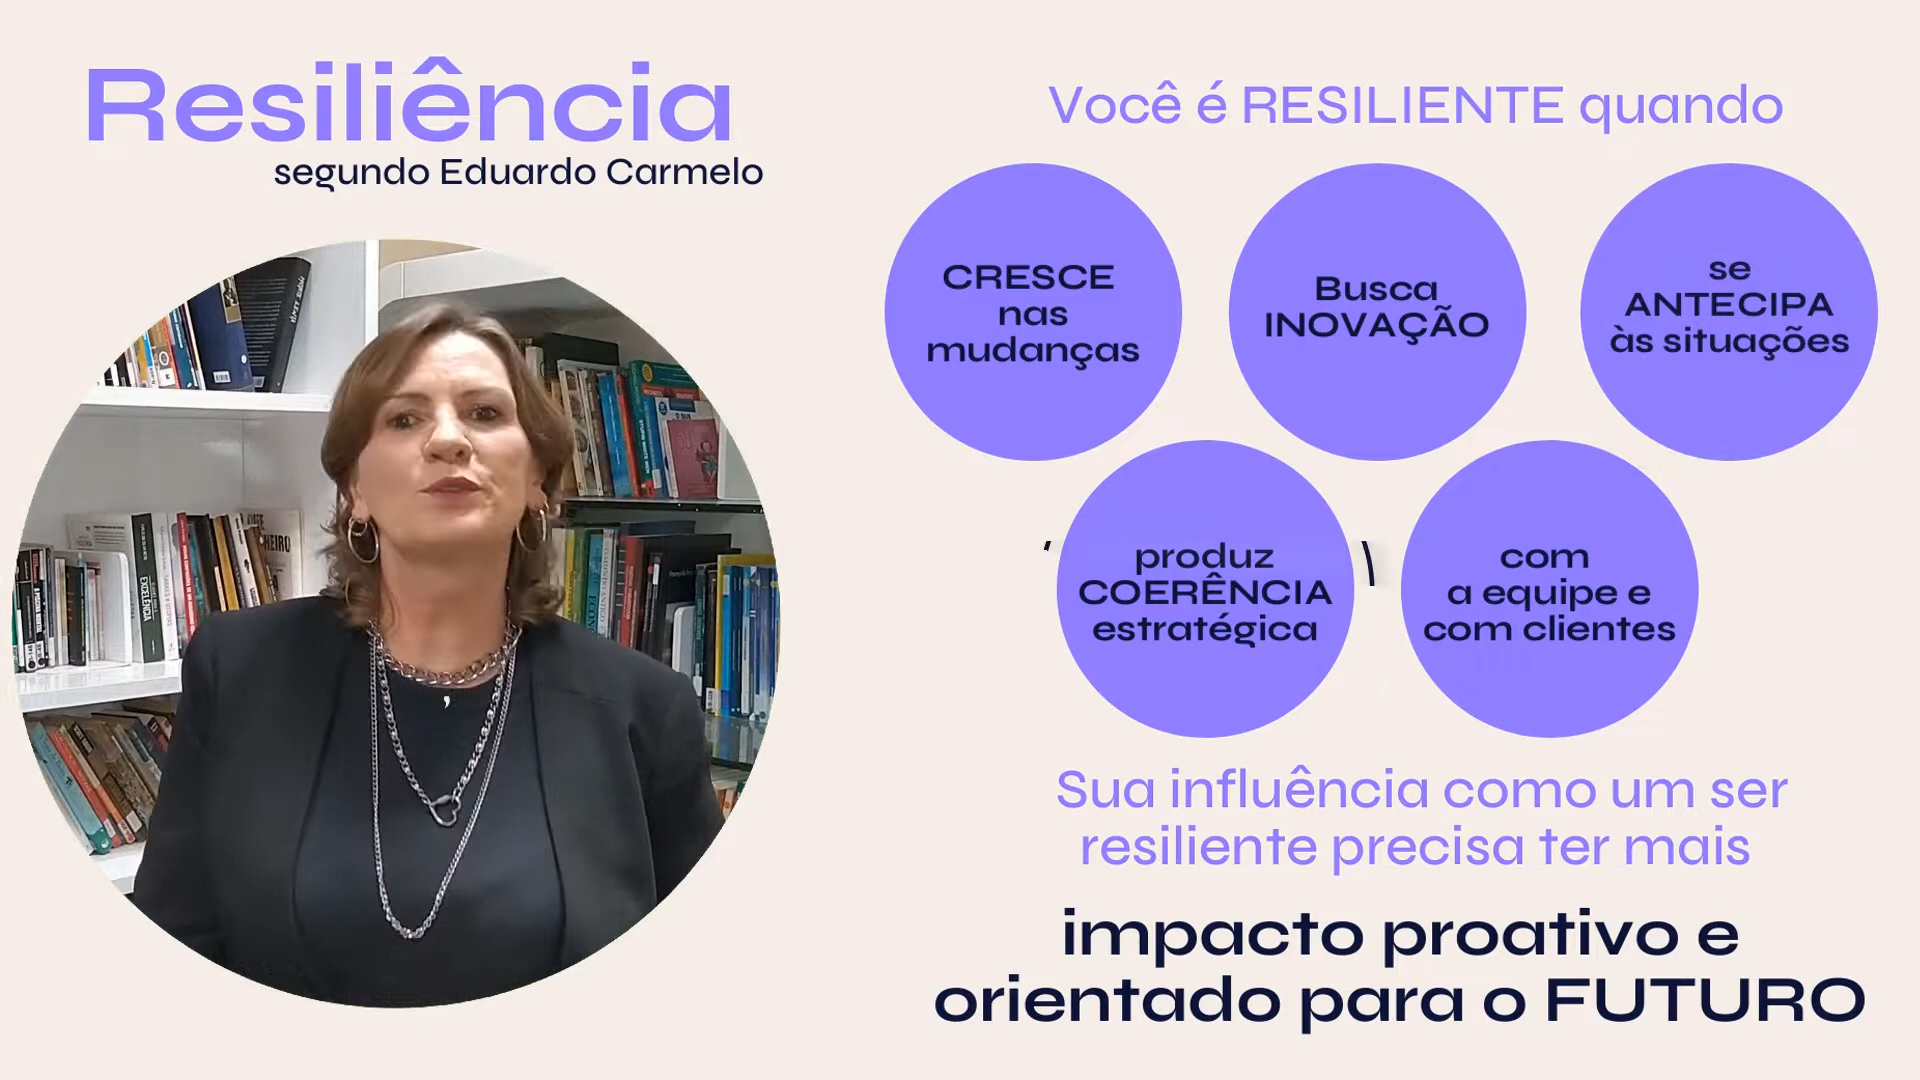 Resiliência
segundo Eduardo Carmelo
Você é RESILIENTE quando
CRESCE
nas
mudanças
Busca
INOVAÇÃO
se
ANTECIPA
às situações
produz
COERÊNCIA
estratégica
com
a equipe e
com clientes
Sua influência como um ser
resiliente precisa ter mais
impacto proativo e
orientado para o FUTURO
EXCELÊNCIA